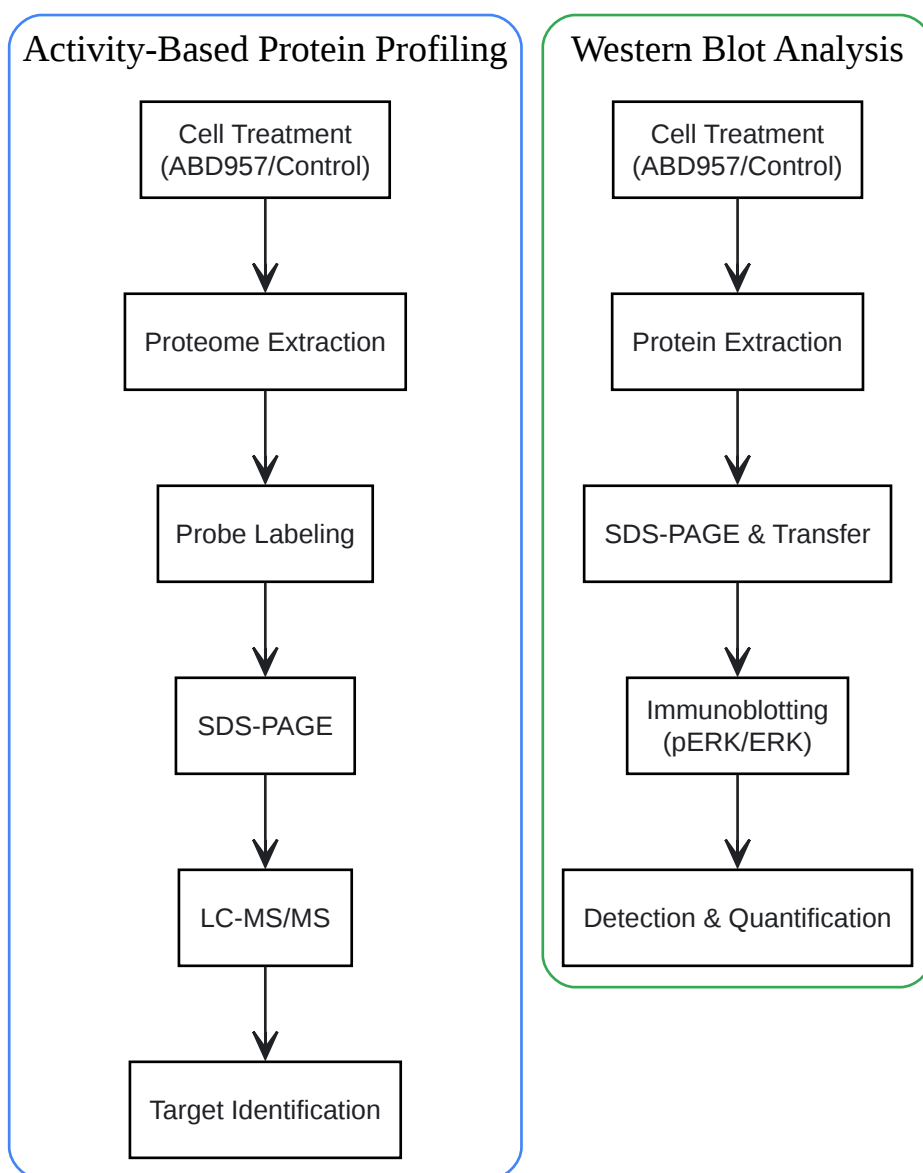 Activity-Based Protein Profiling
Cell Treatment
(ABD957/Control)
Proteome Extraction
Probe Labeling
SDS-PAGE
LC-MS/MS
Target Identification
Western Blot Analysis
Cell Treatment
(ABD957/Control)
Protein Extraction
SDS-PAGE & Transfer
Immunoblotting
(pERK/ERK)
Detection & Quantification